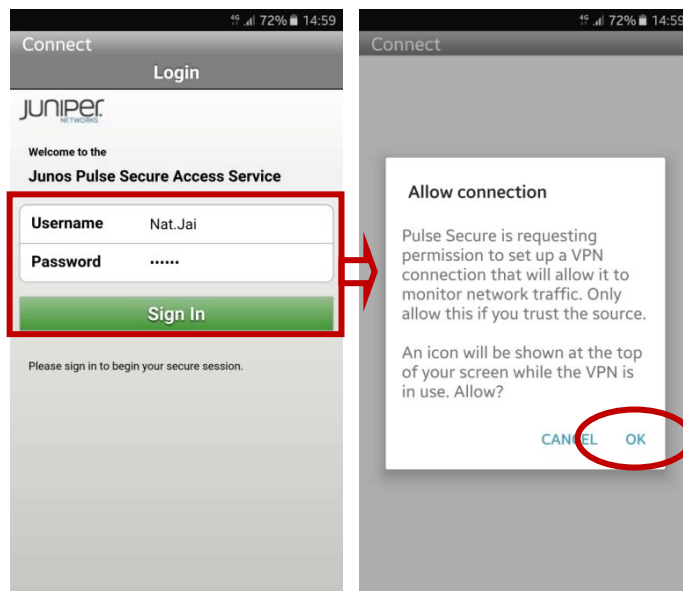 4G 72% 14:59
Connect
Login
JUNIPER
NETWORKS
Welcome to the
Junos Pulse Secure Access Service
Username Nat.Jai
Password ••••••
Sign In
Please sign in to begin your secure session.
4G 72% 14:59
Connect
Allow connection
Pulse Secure is requesting
permission to set up a VPN
connection that will allow it to
monitor network traffic. Only
allow this if you trust the source.
An icon will be shown at the top
of your screen while the VPN is
in use. Allow?
CANCEL OK